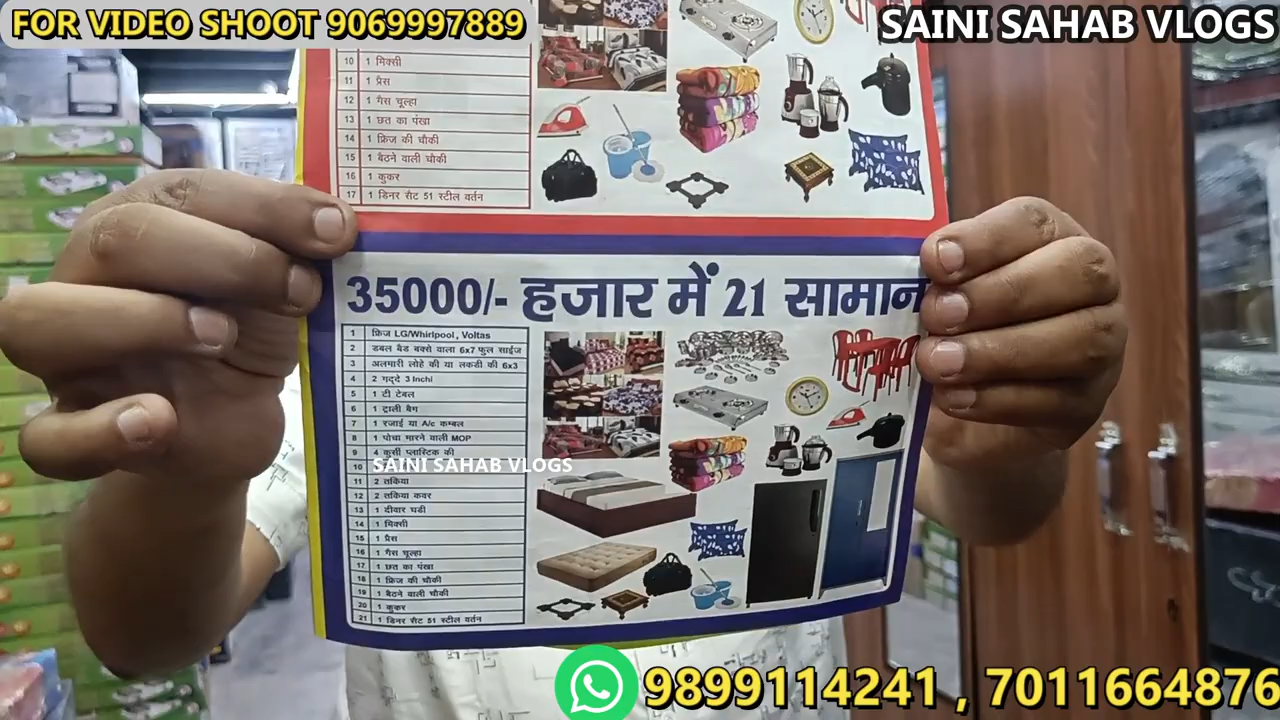 FOR VIDEO SHOOT 9069997889
SAINI SAHAB VLOGS
10 1 मिक्सी
11 1 प्रैस
12 1 गैस चूल्हा
13 1 छत का पंखा
14 1 फ्रिज की चौकी
15 1 बैठने वाली चौकी
16 1 कुकर
17 1 डिनर सैट 51 स्टील वर्तन
35000/- हजार में 21 सामान
1 फ्रिज LG/Whirlpool, Voltas
2 डबल बैड बक्से वाला 6x7 फुल साईज
3 अलमारी लोहे की या लकडी की 6x3
4 2 गद्दे 3 Inchi
5 1 टी टेबल
6 1 ट्राली बैग
7 1 रजाई या A/c कम्बल
8 1 पोचा मारने वाली MOP
9 4 कुर्सी प्लास्टिक की
10
SAINI SAHAB VLOGS
11 2 तकिया
12 2 तकिया कवर
13 1 दीवार घडी
14 1 मिक्सी
15 1 प्रैस
16 1 गैस चूल्हा
17 1 छत का पंखा
18 1 फ्रिज की चौकी
19 1 बैठने वाली चौकी
20 1 कुकर
21 1 डिनर सैट 51 स्टील वर्तन
9899114241 , 7011664876